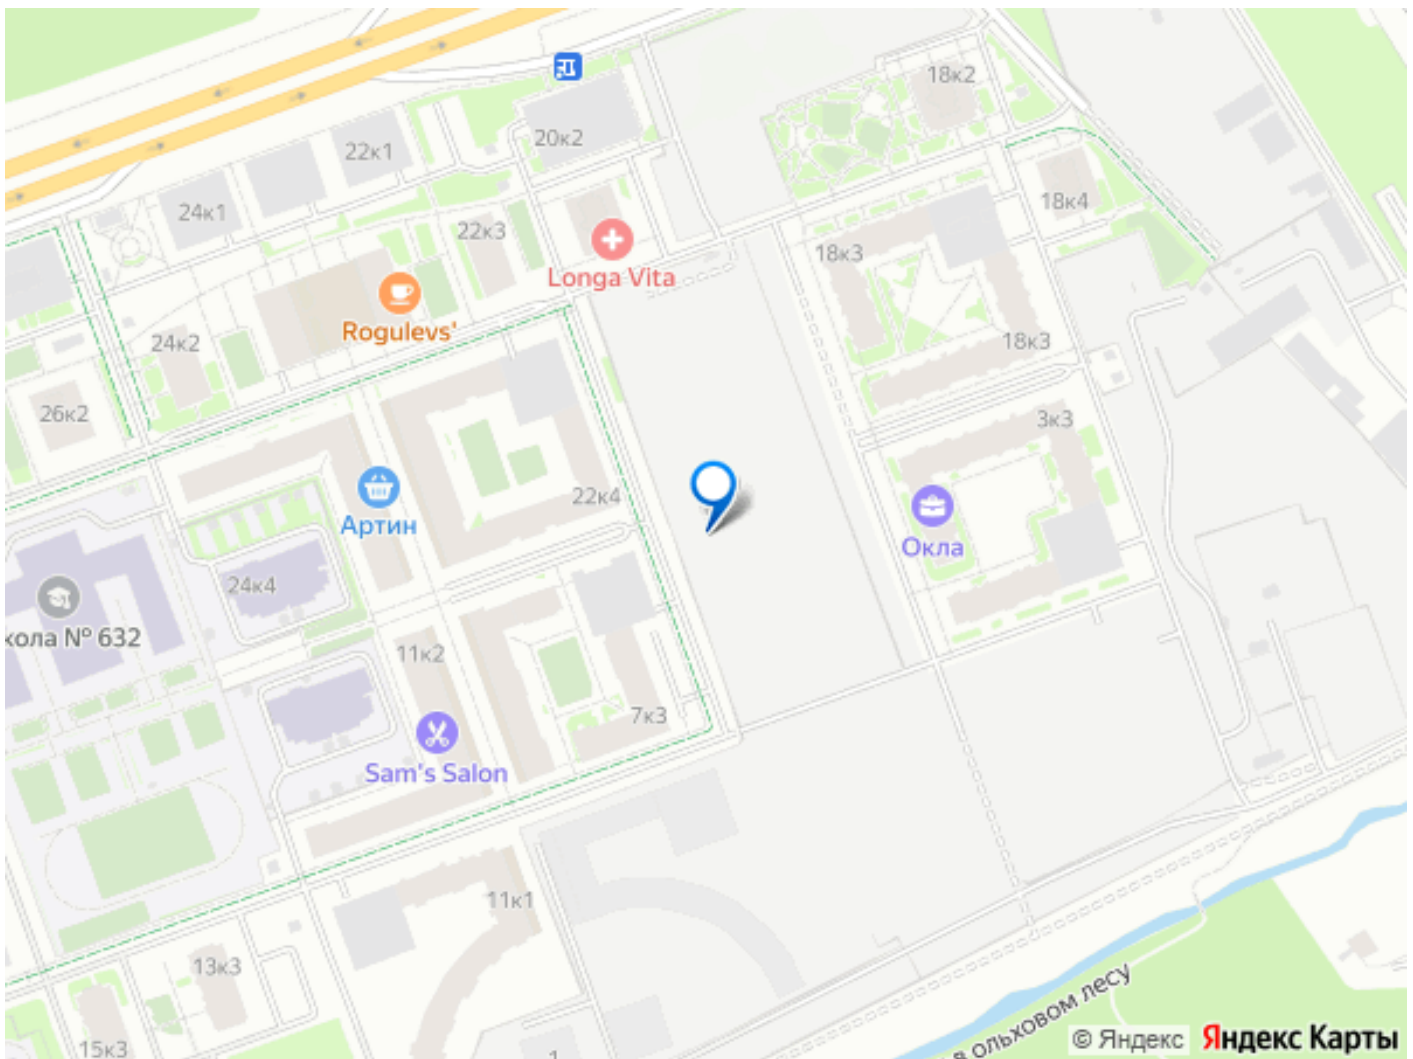 18к2
20к2
22к1
18к4
24к1
22к3
18к3
Longa Vita
Rogulevs'
24к2
18к3
26к2
3к3
22к4
Артин
Окла
24к4
кола № 632
11к2
7к3
Sam's Salon
11к1
13к3
в ольховом лесу
15к3
1
© Яндекс Яндекс Карты